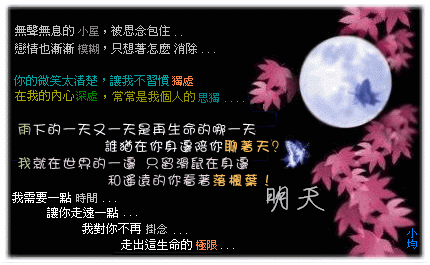 無聲無息的 小屋，被思念包住 . .
戀情也漸漸 模糊，只想著怎麼 消除 . . .
你的微笑太清楚，讓我不習慣 獨處
在我的內心深處，常常是我個人的 思獨 . . . .
雨下的一天又一天是再生命的哪一天
誰猶在你身邊陪你聊著天?
我就在世界的一邊 只留滑鼠在身邊
和遙遠的你看著落楓葉！
明天
我需要一點 時間 . . .
讓你走遠一點 . . .
我對你不再 掛念 . . .
走出這生命的 極限 . . .
小均